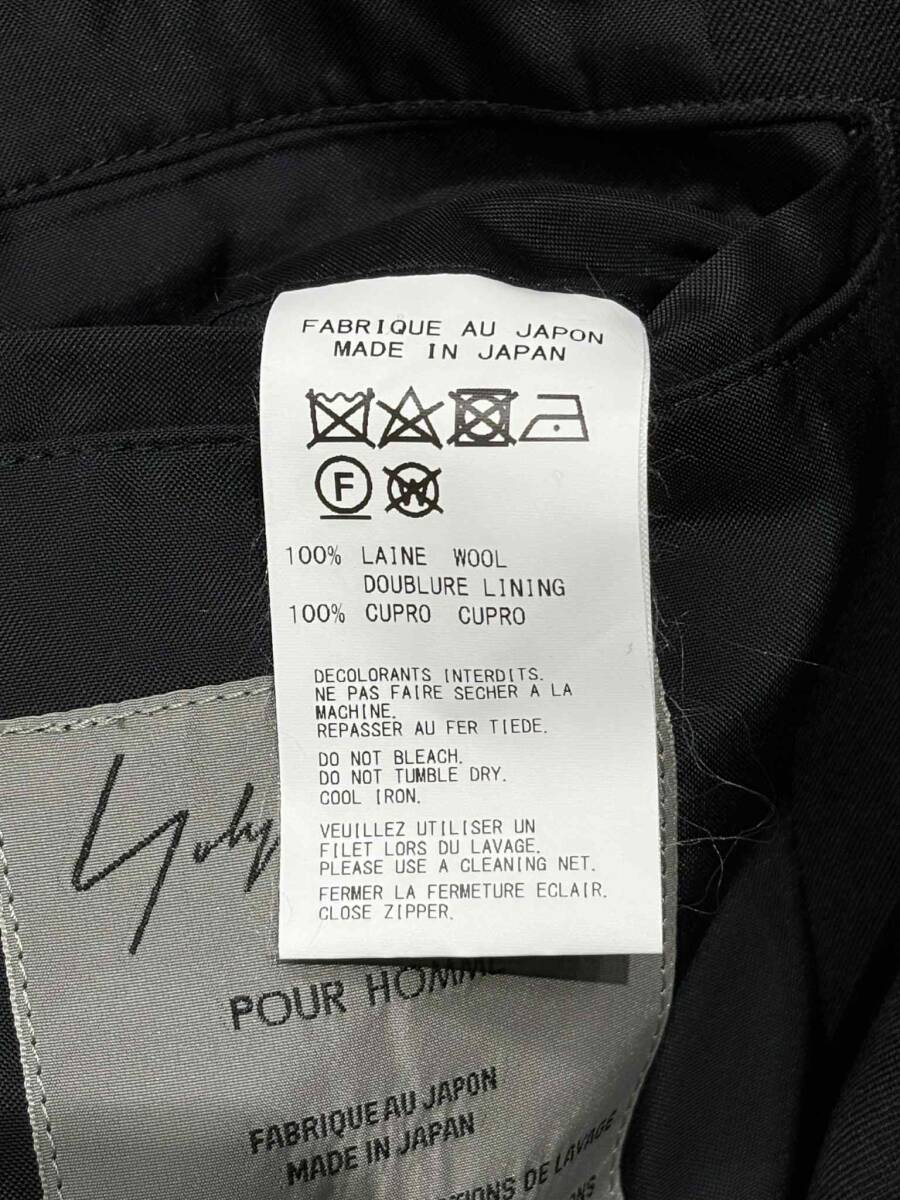 FABRIQUE AU JAPON
MADE IN JAPAN
F
W
100% LAINE WOOL
DOUBLURE LINING
100% CUPRO CUPRO
DECOLORANTS INTERDITS.
NE PAS FAIRE SECHER A LA
MACHINE.
REPASSER AU FER TIEDE.
DO NOT BLEACH.
DO NOT TUMBLE DRY.
COOL IRON.
VEUILLEZ UTILISER UN
FILET LORS DU LAVAGE.
PLEASE USE A CLEANING NET.
FERMER LA FERMETURE ECLAIR.
CLOSE ZIPPER.
POUR HOMME
FABRIQUE AU JAPON
MADE IN JAPAN
DE LAVAGE